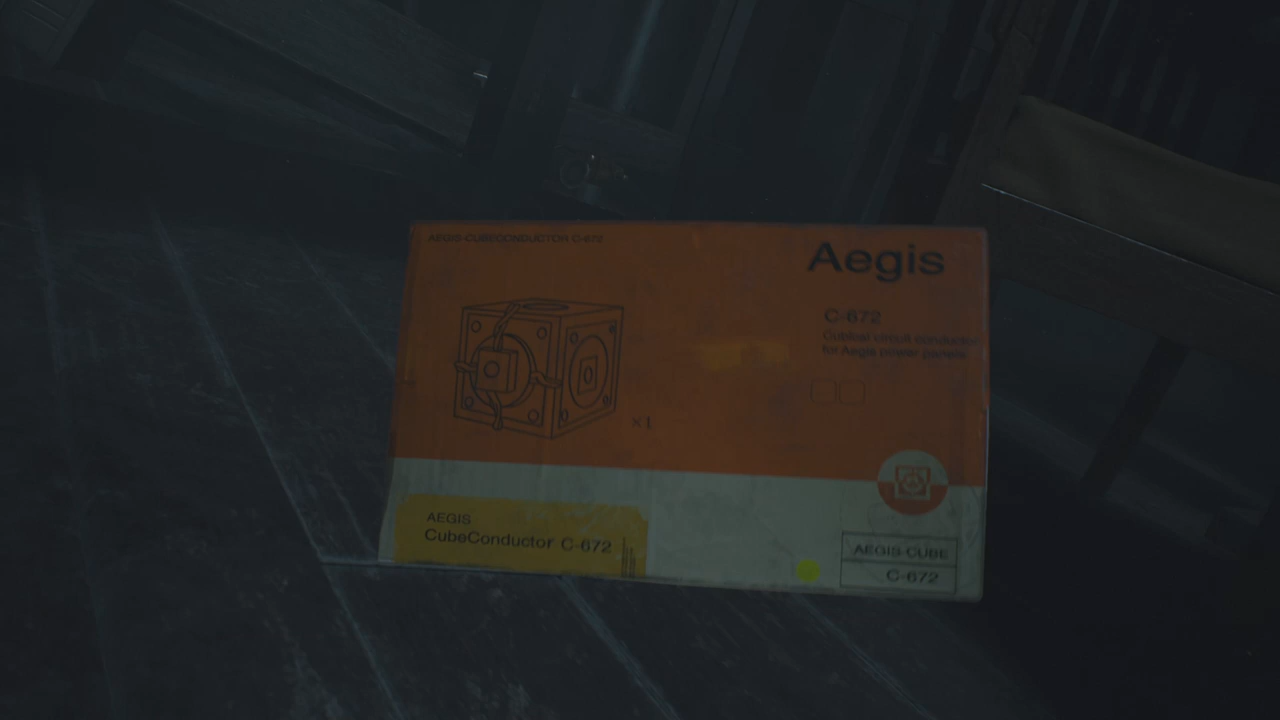 AEGIS-CUBECONDUCTOR C-672
Aegis
C-672
Cubical circuit conductor
for Aegis power panels
×1
AEGIS
CubeConductor C-672
AEGIS-CUBE
C-672